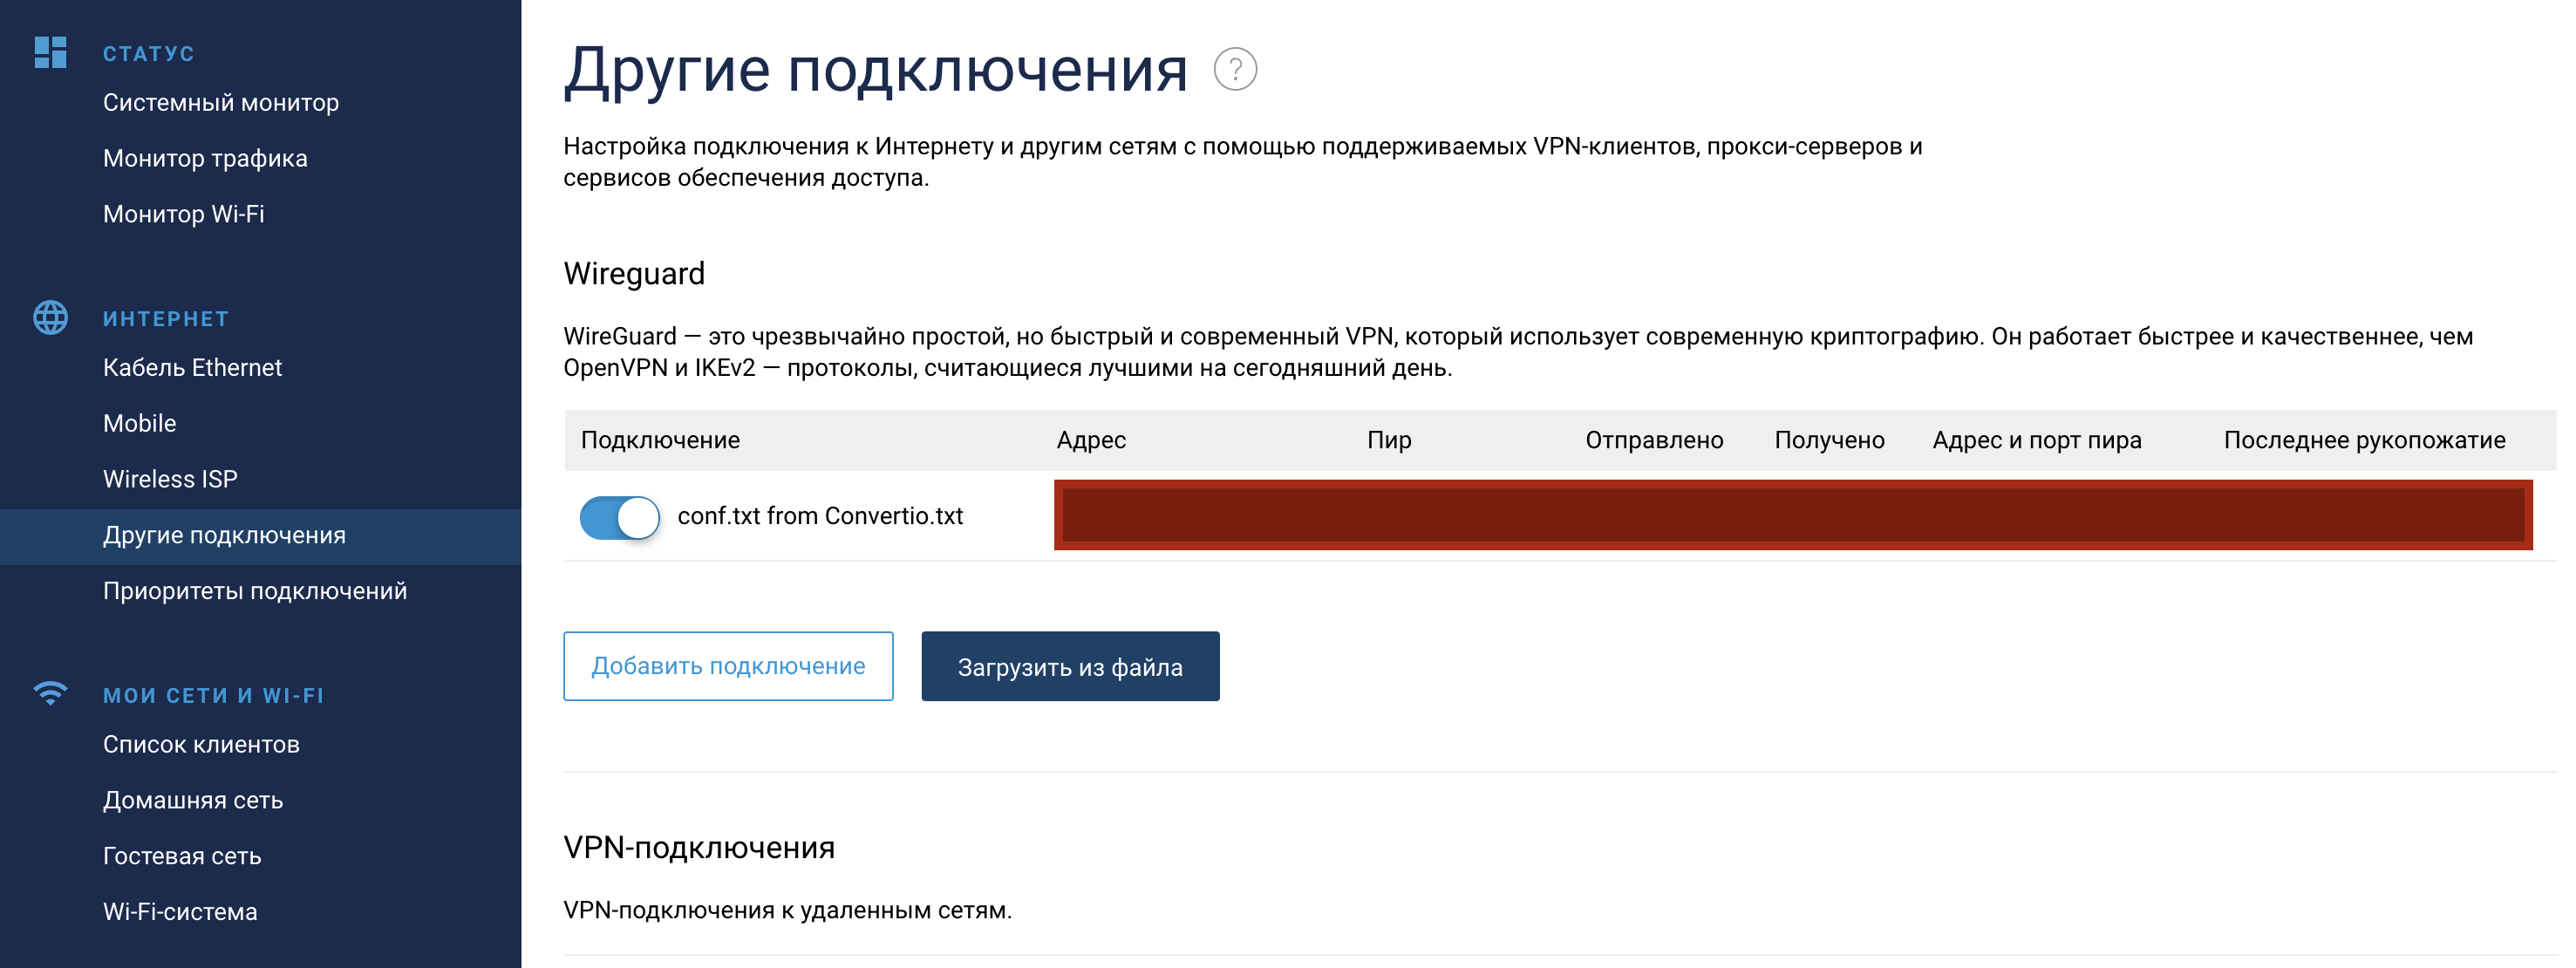 СТАТУС
Системный монитор
Монитор трафика
Монитор Wi-Fi
ИНТЕРНЕТ
Кабель Ethernet
Mobile
Wireless ISP
Другие подключения
Приоритеты подключений
МОИ СЕТИ И WI-FI
Список клиентов
Домашняя сеть
Гостевая сеть
Wi-Fi-система
Другие подключения ?
Настройка подключения к Интернету и другим сетям с помощью поддерживаемых VPN-клиентов, прокси-серверов и
сервисов обеспечения доступа.
Wireguard
WireGuard — это чрезвычайно простой, но быстрый и современный VPN, который использует современную криптографию. Он работает быстрее и качественнее, чем
OpenVPN и IKEv2 — протоколы, считающиеся лучшими на сегодняшний день.
Подключение Адрес Пир Отправлено Получено Адрес и порт пира Последнее рукопожатие
conf.txt from Convertio.txt
Добавить подключение Загрузить из файла
VPN-подключения
VPN-подключения к удаленным сетям.